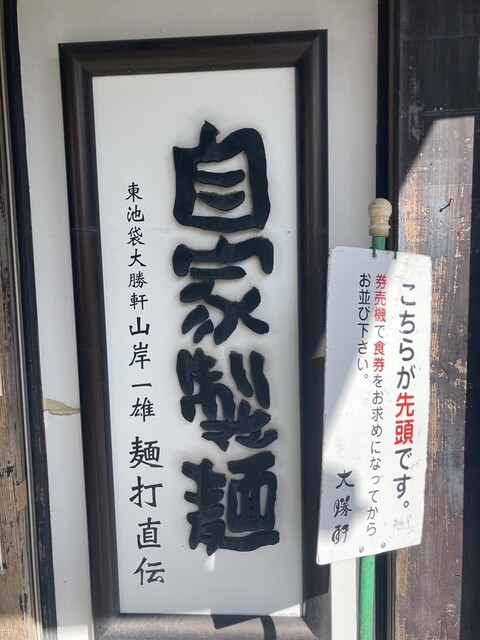 自家製麺
東池袋大勝軒山岸一雄 麺打直伝
こちらが先頭です。
券売機で食券をお求めになってから
お並び下さい。
大勝軒